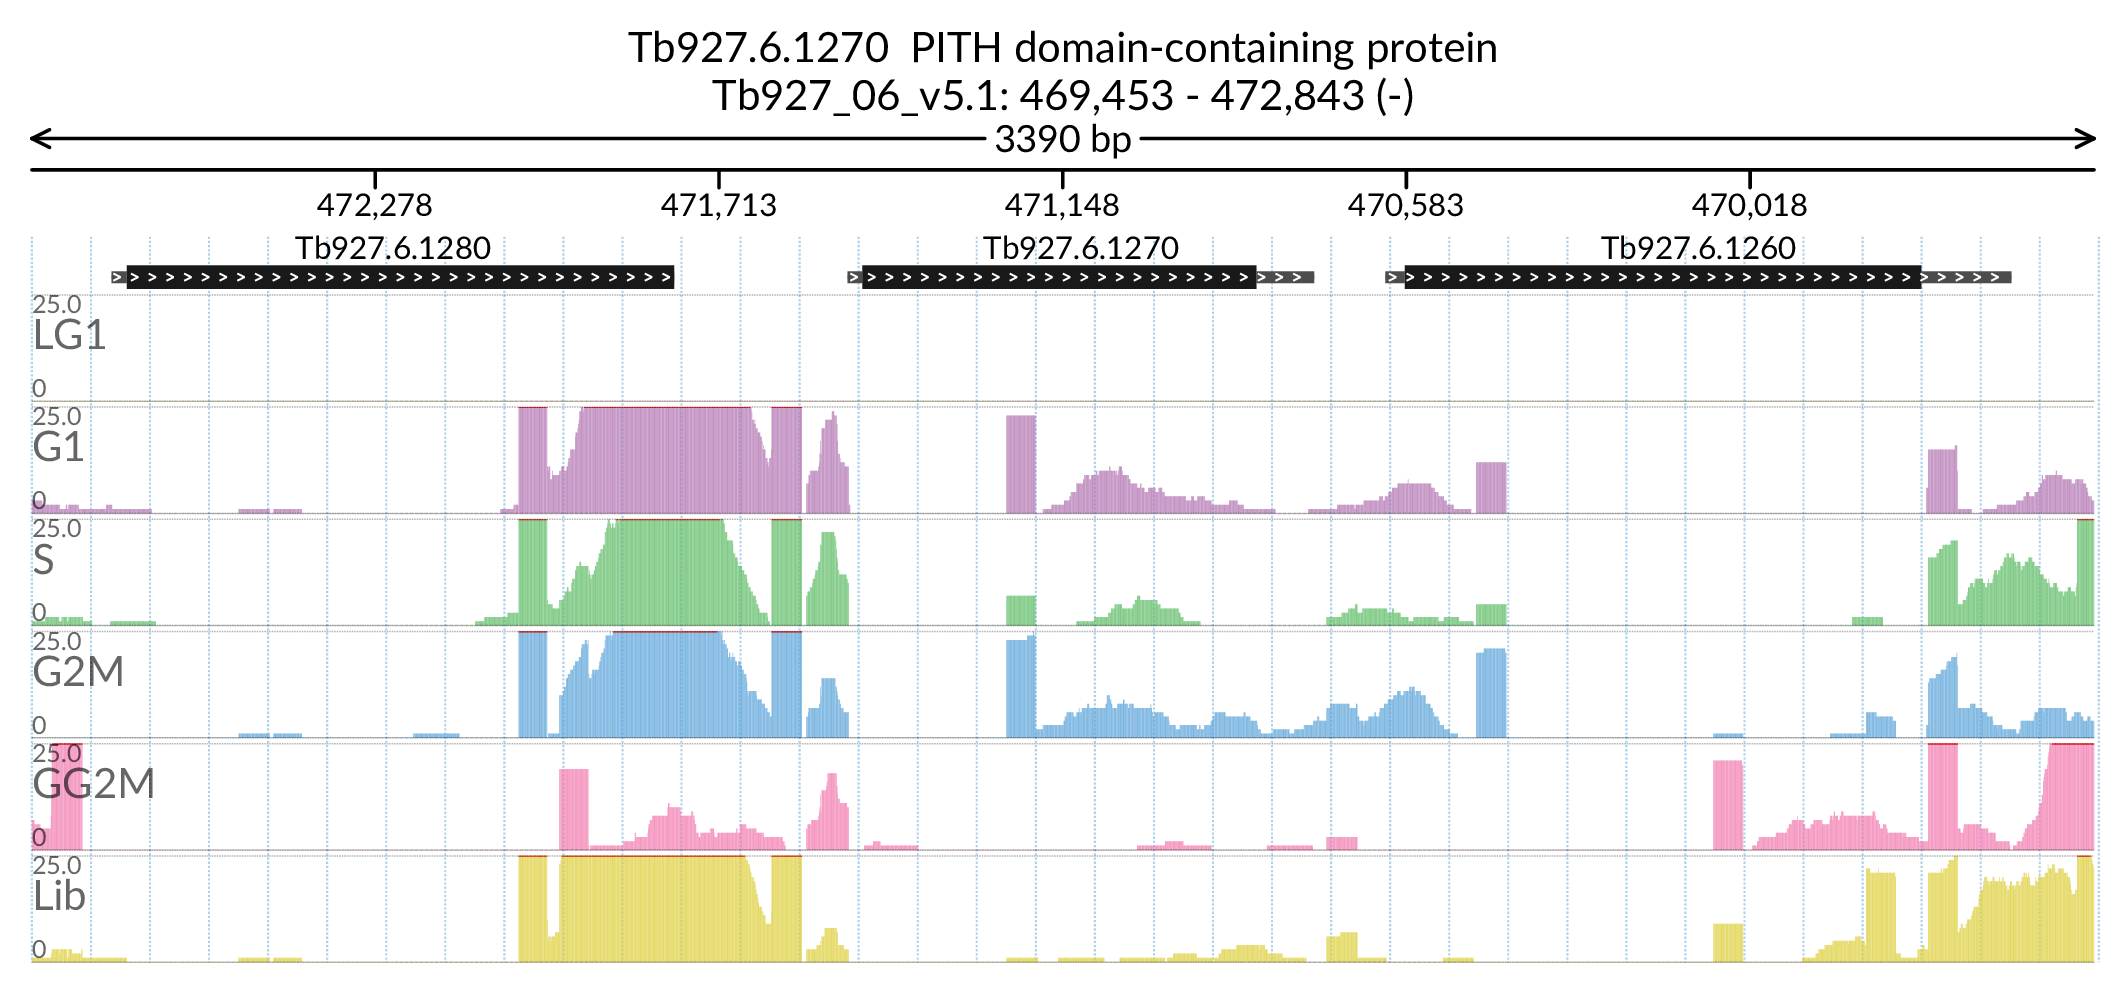 Tb927.6.1270  PITH domain-containing protein
Tb927_06_v5.1: 469,453 - 472,843 (-)
3390 bp
472,278 471,713 471,148 470,583 470,018
Tb927.6.1280 Tb927.6.1270 Tb927.6.1260
25.0
LG1
0
25.0
G1
0
25.0
S
0
25.0
G2M
0
25.0
GG2M
0
25.0
Lib
0